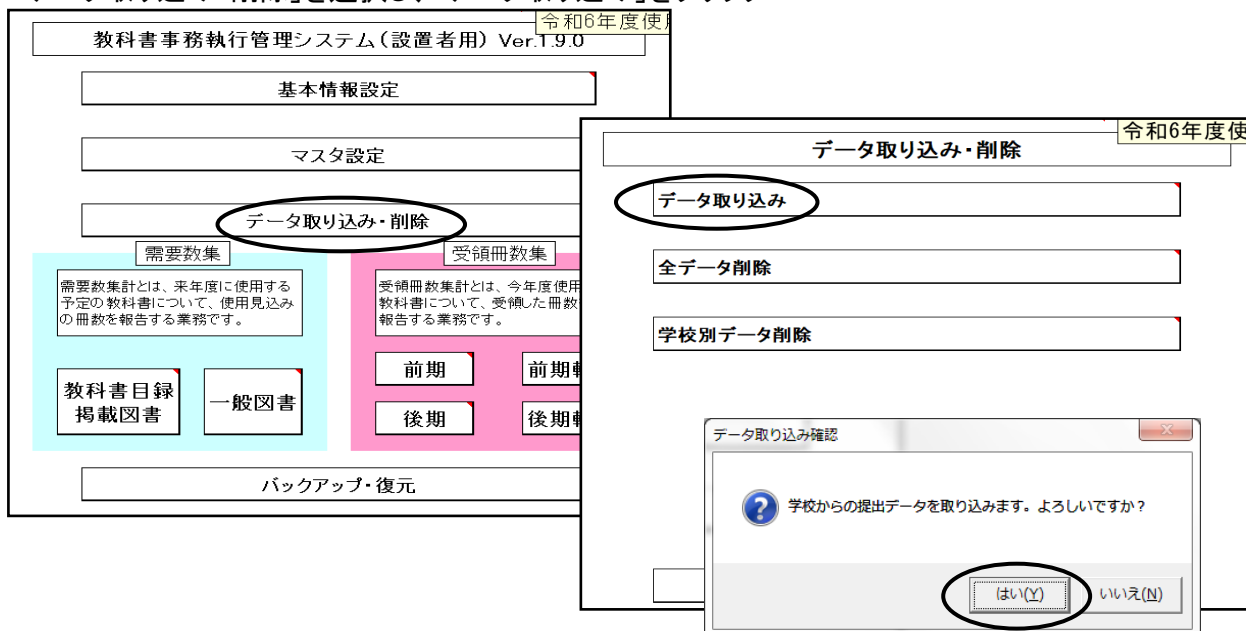 令和6年度使
教科書事務執行管理システム(設置者用) Ver.1.9.0
基本情報設定
マスタ設定
データ取り込み・削除
需要数集
需要数集計とは、来年度に使用する
予定の教科書について、使用見込み
の冊数を報告する業務です。
教科書目録
掲載図書
一般図書
受領冊数集
受領冊数集計とは、今年度使用
教科書について、受領した冊数
報告する業務です。
前期
前期
後期
後期
バックアップ・復元
令和6年度使
データ取り込み・削除
データ取り込み
全データ削除
学校別データ削除
データ取り込み確認
学校からの提出データを取り込みます。よろしいですか?
はい(Y)
いいえ(N)